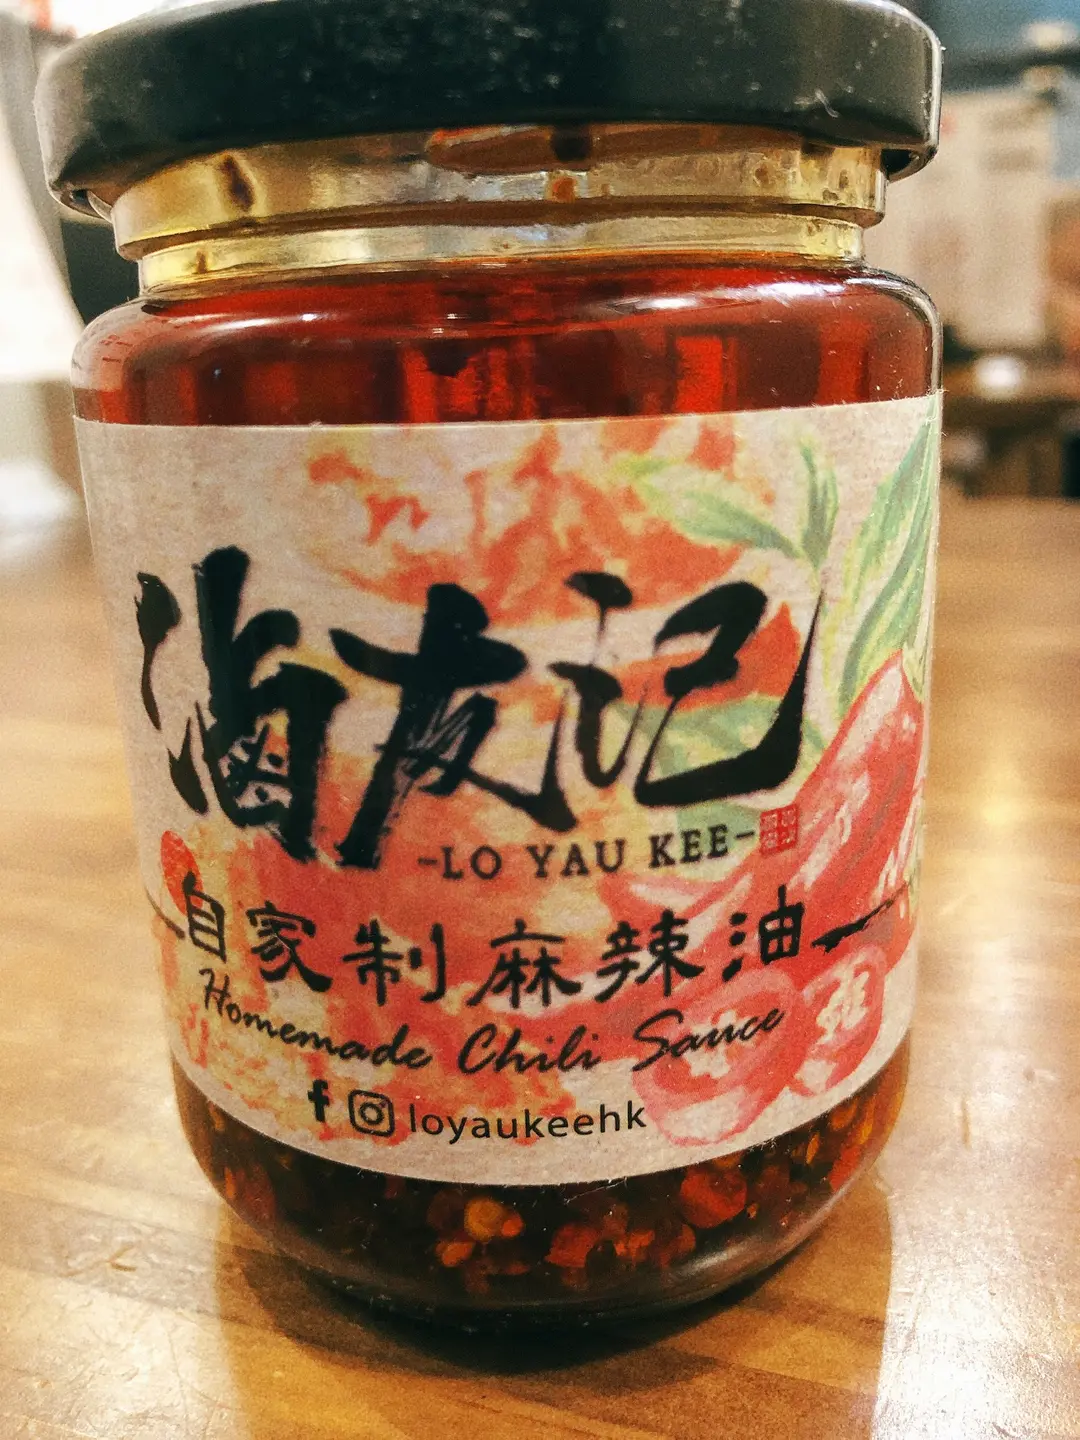 滷友記
-LO YAU KEE-
自家制麻辣油
Homemade Chili Sauce
loyaukeehk